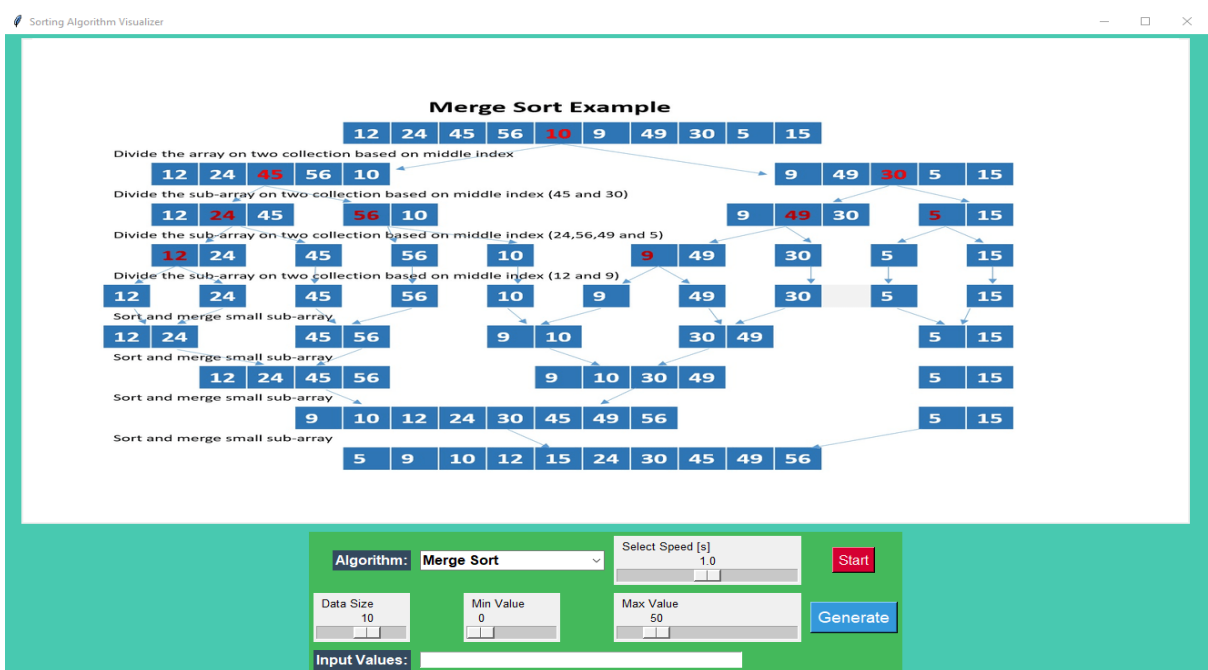 Sorting Algorithm Visualizer
Merge Sort Example
12 24 45 56 10 9 49 30 5 15
Divide the array on two collection based on middle index
12 24 45 56 10 9 49 30 5 15
Divide the sub-array on two collection based on middle index (45 and 30)
12 24 45 56 10 9 49 30 5 15
Divide the sub-array on two collection based on middle index (24,56,49 and 5)
12 24 45 56 10 9 49 30 5 15
Divide the sub-array on two collection based on middle index (12 and 9)
12 24 45 56 10 9 49 30 5 15
Sort and merge small sub-array
12 24 45 56 9 10 30 49 5 15
Sort and merge small sub-array
12 24 45 56 9 10 30 49 5 15
Sort and merge small sub-array
9 10 12 24 30 45 49 56 5 15
Sort and merge small sub-array
5 9 10 12 15 24 30 45 49 56
Algorithm: Merge Sort
Select Speed [s]
1.0
Start
Data Size
10
Min Value
0
Max Value
50
Generate
Input Values: